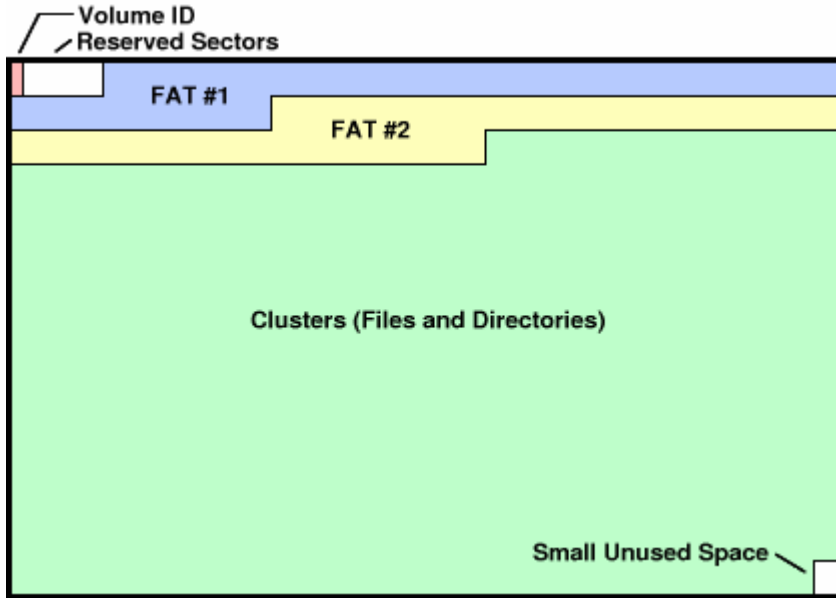 Volume ID
Reserved Sectors
FAT #1
FAT #2
Clusters (Files and Directories)
Small Unused Space